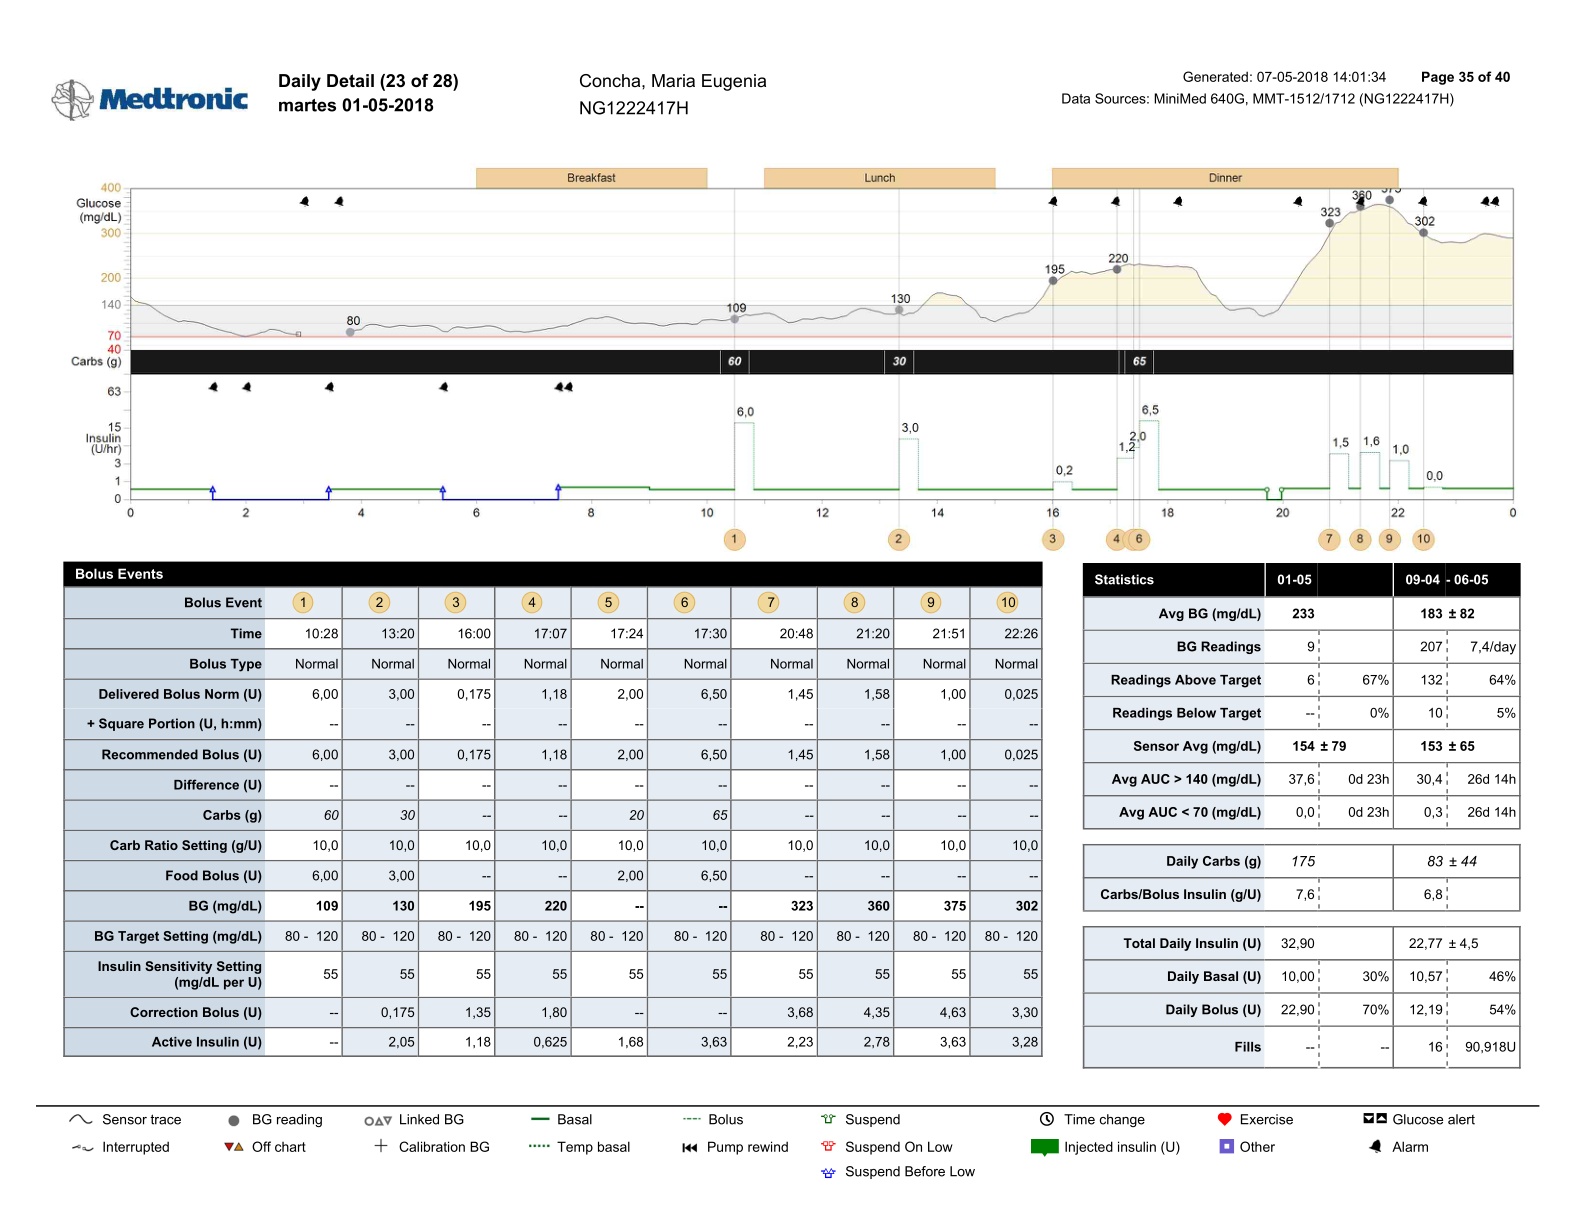 Medtronic
Daily Detail (23 of 28)
martes 01-05-2018
Concha, Maria Eugenia
NG1222417H
Generated: 07-05-2018 14:01:34 Page 35 of 40
Data Sources: MiniMed 640G, MMT-1512/1712 (NG1222417H)
Breakfast Lunch Dinner
400
Glucose
(mg/dL)
300
200
140
70
40
80 109 130 195 220 323 360 375 302
Carbs (g) 60 30 65
63
15
Insulin
(U/hr)
3
1
0
6,0 3,0 0,2 1,2 2,0 6,5 1,5 1,6 1,0 0,0
0 2 4 6 8 10 12 14 16 18 20 22 0
1 2 3 4 6 7 8 9 10
Bolus Events
Bolus Event 1 2 3 4 5 6 7 8 9 10
Time 10:28 13:20 16:00 17:07 17:24 17:30 20:48 21:20 21:51 22:26
Bolus Type Normal Normal Normal Normal Normal Normal Normal Normal Normal Normal
Delivered Bolus Norm (U) 6,00 3,00 0,175 1,18 2,00 6,50 1,45 1,58 1,00 0,025
+ Square Portion (U, h:mm) -- -- -- -- -- -- -- -- -- --
Recommended Bolus (U) 6,00 3,00 0,175 1,18 2,00 6,50 1,45 1,58 1,00 0,025
Difference (U) -- -- -- -- -- -- -- -- -- --
Carbs (g) 60 30 -- -- 20 65 -- -- -- --
Carb Ratio Setting (g/U) 10,0 10,0 10,0 10,0 10,0 10,0 10,0 10,0 10,0 10,0
Food Bolus (U) 6,00 3,00 -- -- 2,00 6,50 -- -- -- --
BG (mg/dL) 109 130 195 220 -- -- 323 360 375 302
BG Target Setting (mg/dL) 80 - 120 80 - 120 80 - 120 80 - 120 80 - 120 80 - 120 80 - 120 80 - 120 80 - 120 80 - 120
Insulin Sensitivity Setting
(mg/dL per U) 55 55 55 55 55 55 55 55 55 55
Correction Bolus (U) -- 0,175 1,35 1,80 -- -- 3,68 4,35 4,63 3,30
Active Insulin (U) -- 2,05 1,18 0,625 1,68 3,63 2,23 2,78 3,63 3,28
Statistics 01-05 09-04 - 06-05
Avg BG (mg/dL) 233 183 ± 82
BG Readings 9 207 7,4/day
Readings Above Target 6 67% 132 64%
Readings Below Target -- 0% 10 5%
Sensor Avg (mg/dL) 154 ± 79 153 ± 65
Avg AUC > 140 (mg/dL) 37,6 0d 23h 30,4 26d 14h
Avg AUC < 70 (mg/dL) 0,0 0d 23h 0,3 26d 14h
Daily Carbs (g) 175 83 ± 44
Carbs/Bolus Insulin (g/U) 7,6 6,8
Total Daily Insulin (U) 32,90 22,77 ± 4,5
Daily Basal (U) 10,00 30% 10,57 46%
Daily Bolus (U) 22,90 70% 12,19 54%
Fills -- -- 16 90,918U
Sensor trace BG reading Linked BG Basal Bolus Suspend Time change Exercise Glucose alert
Interrupted Off chart Calibration BG Temp basal Pump rewind Suspend On Low Injected insulin (U) Other Alarm
Suspend Before Low